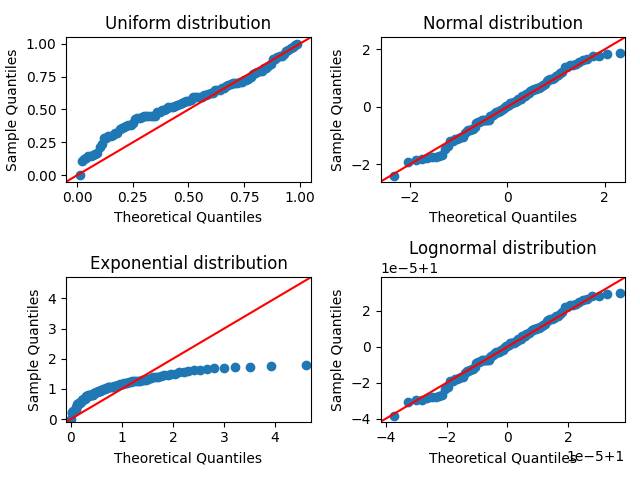 Uniform distribution
1.00
0.75
0.50
0.25
0.00
Sample Quantiles
0.00 0.25 0.50 0.75 1.00
Theoretical Quantiles
Normal distribution
2
0
−2
Sample Quantiles
−2 0 2
Theoretical Quantiles
Exponential distribution
4
3
2
1
0
Sample Quantiles
0 1 2 3 4
Theoretical Quantiles
Lognormal distribution
1e−5+1
2
0
−2
−4
Sample Quantiles
−4 −2 0 2
Theoretical Quantiles
1e−5+1